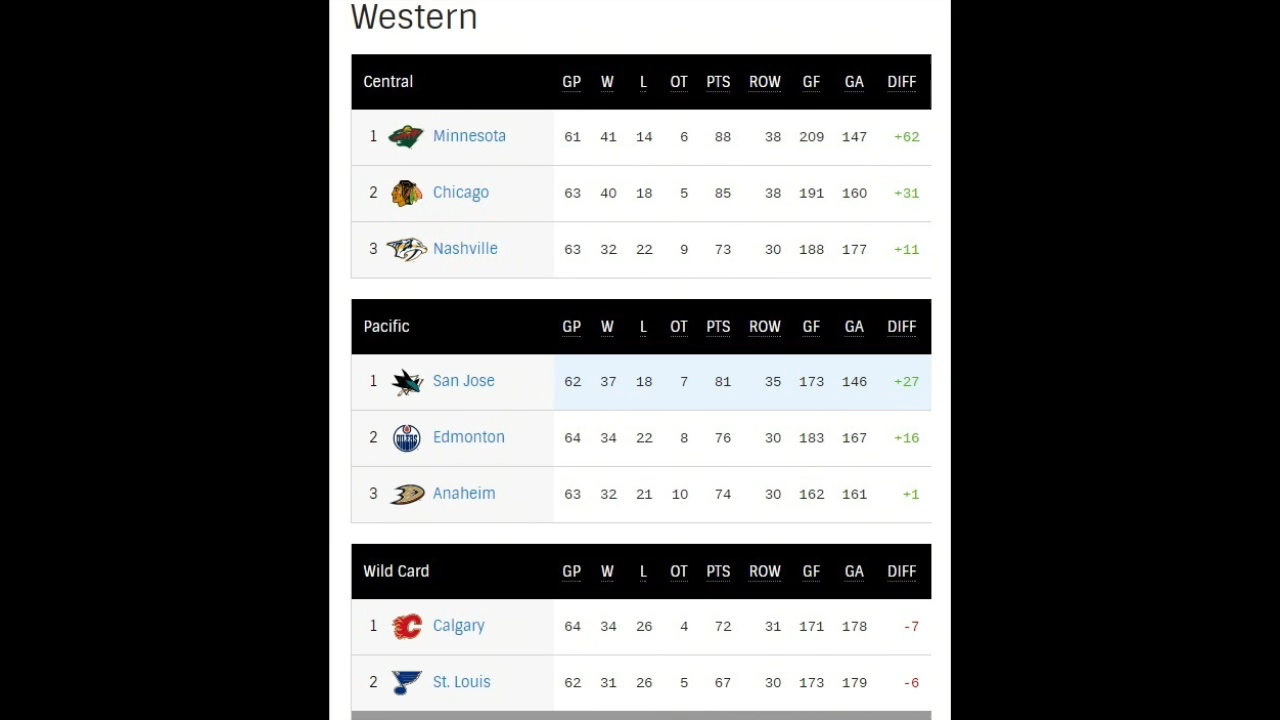 Western
Central GP W L OT PTS ROW GF GA DIFF
1 Minnesota 61 41 14 6 88 38 209 147 +62
2 Chicago 63 40 18 5 85 38 191 160 +31
3 Nashville 63 32 22 9 73 30 188 177 +11
Pacific GP W L OT PTS ROW GF GA DIFF
1 San Jose 62 37 18 7 81 35 173 146 +27
2 OILERS Edmonton 64 34 22 8 76 30 183 167 +16
3 Anaheim 63 32 21 10 74 30 162 161 +1
Wild Card GP W L OT PTS ROW GF GA DIFF
1 C Calgary 64 34 26 4 72 31 171 178 -7
2 St. Louis 62 31 26 5 67 30 173 179 -6